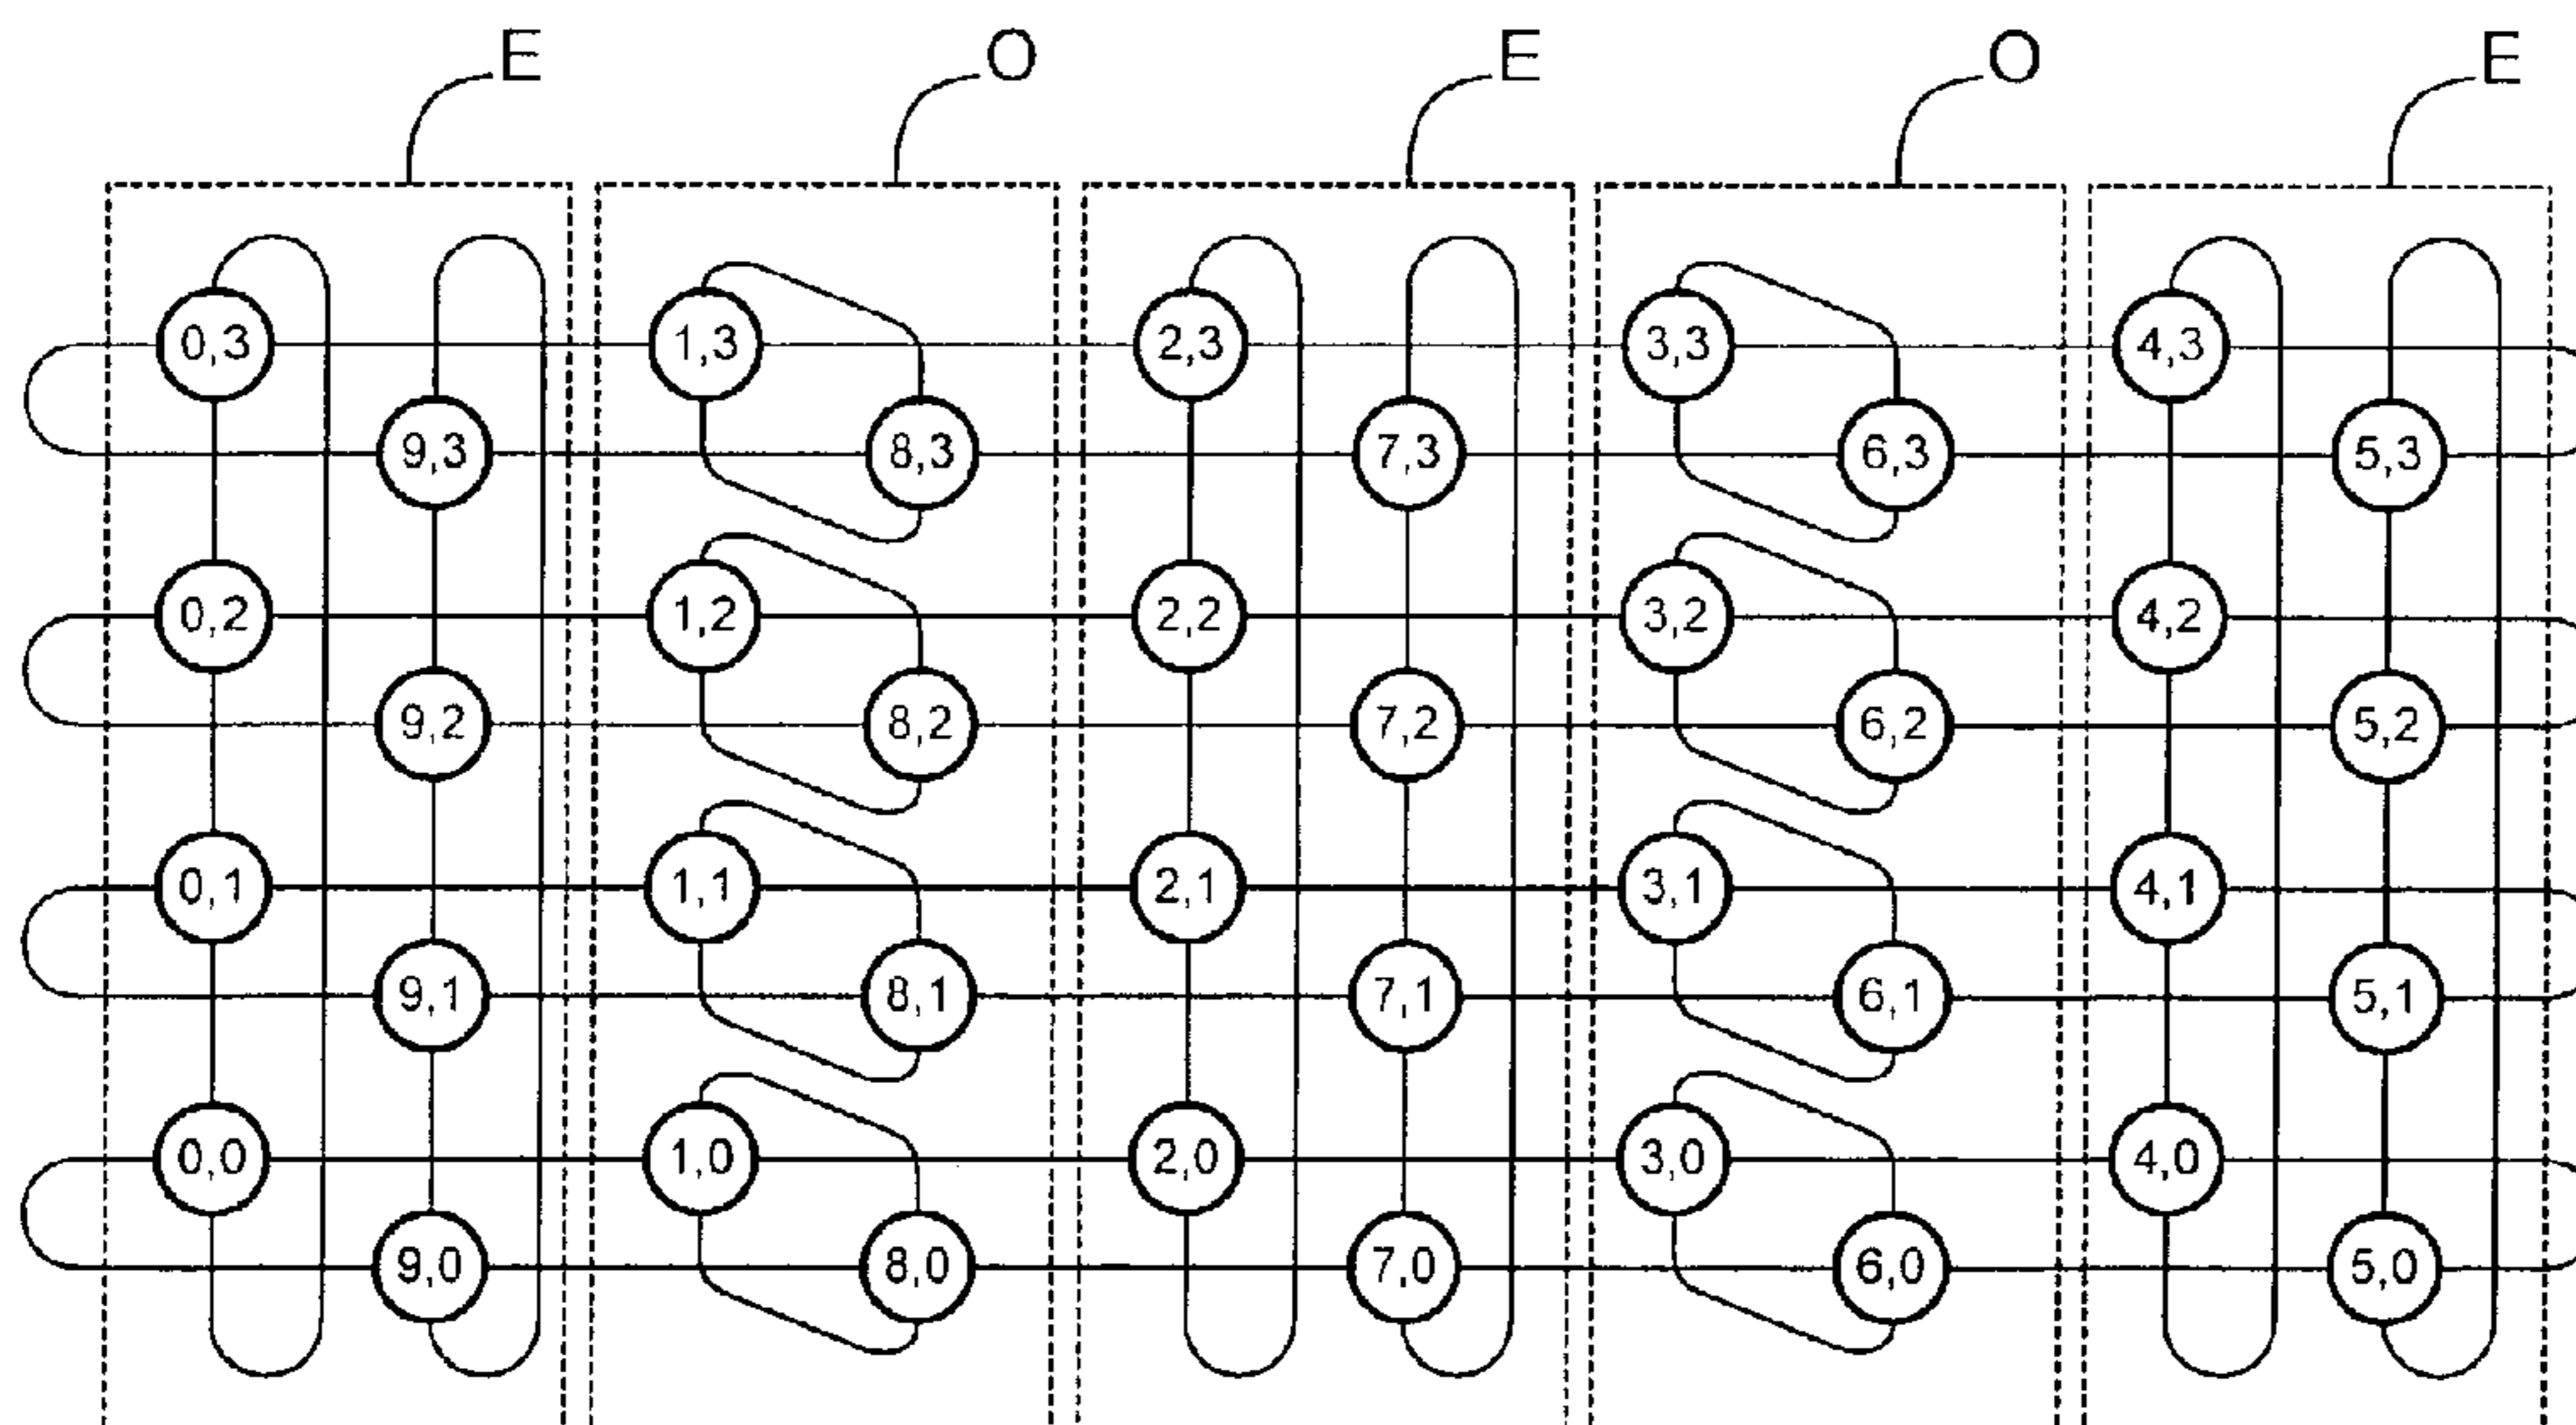 E O E O E
0,3 1,3 2,3 3,3 4,3
9,3 8,3 7,3 6,3 5,3
0,2 1,2 2,2 3,2 4,2
9,2 8,2 7,2 6,2 5,2
0,1 1,1 2,1 3,1 4,1
9,1 8,1 7,1 6,1 5,1
0,0 1,0 2,0 3,0 4,0
9,0 8,0 7,0 6,0 5,0